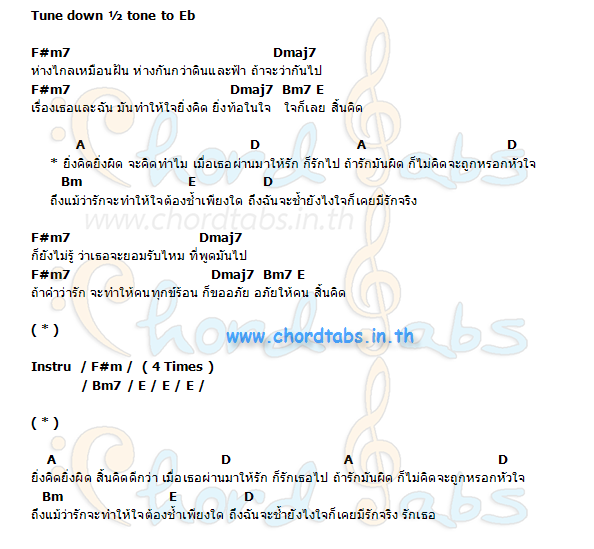 Tune down ½ tone to Eb
F#m7 Dmaj7
ห่างไกลเหมือนฝัน ห่างกันกว่าดินและฟ้า ถ้าจะว่ากันไป
F#m7 Dmaj7 Bm7 E
เรื่องเธอและฉัน มันทำให้ใจยิ่งคิด ยิ่งท้อในใจ ใจก็เลย สิ้นคิด
A D A D
* ยิ่งคิดยิ่งผิด จะคิดทำไม เมื่อเธอผ่านมาให้รัก ก็รักไป ถ้ารักมันผิด ก็ไม่คิดจะถูกหรอกหัวใจ
Bm E D
ถึงแม้ว่ารักจะทำให้ใจต้องช้ำเพียงใด ถึงฉันจะช้ำยังไงใจก็เคยมีรักจริง
www.chordtabs.in.th
F#m7 Dmaj7
ก็ยังไม่รู้ ว่าเธอจะยอมรับไหม ที่พูดมันไป
F#m7 Dmaj7 Bm7 E
ถ้าคำว่ารัก จะทำให้คนทุกข์ร้อน ก็ขออภัย อภัยให้คน สิ้นคิด
( * )
www.chordtabs.in.th
Instru / F#m / ( 4 Times )
/ Bm7 / E / E / E /
( * )
A D A D
ยิ่งคิดยิ่งผิด สิ้นคิดดีกว่า เมื่อเธอผ่านมาให้รัก ก็รักเธอไป ถ้ารักมันผิด ก็ไม่คิดจะถูกหรอกหัวใจ
Bm E D
ถึงแม้ว่ารักจะทำให้ใจต้องช้ำเพียงใด ถึงฉันจะช้ำยังไงใจก็เคยมีรักจริง รักเธอ